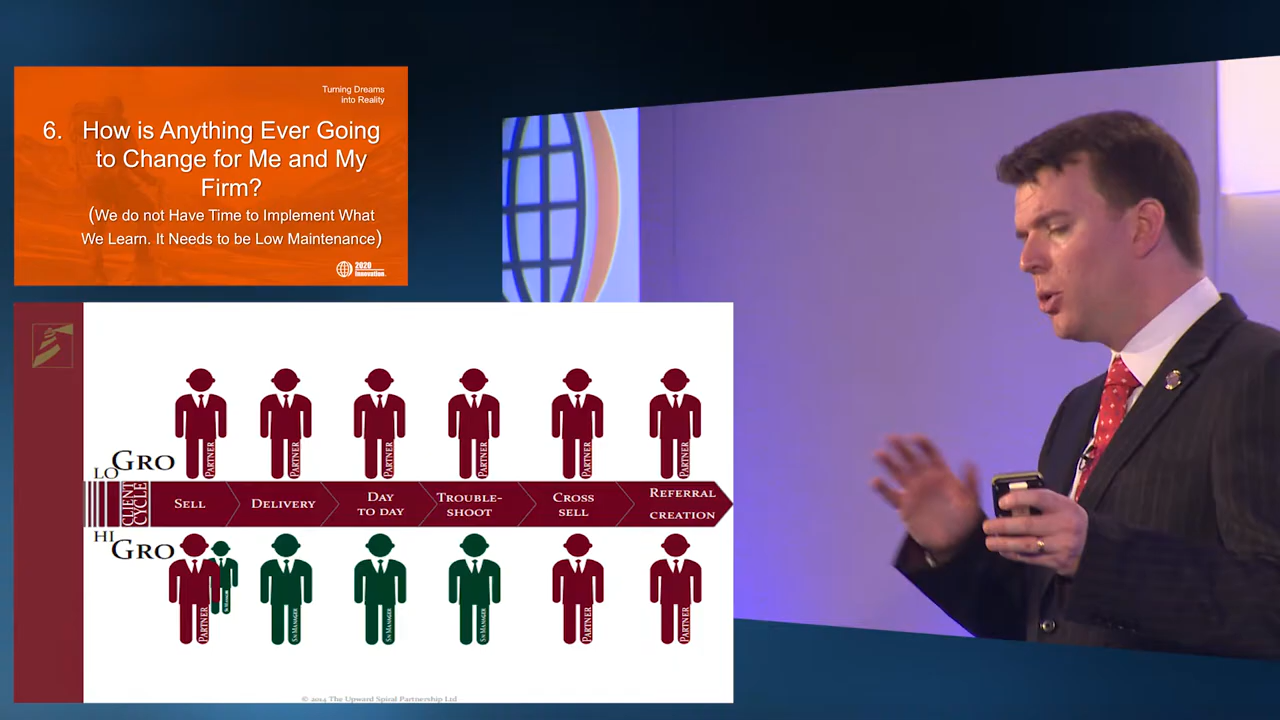 Turning Dreams
into Reality
6. How is Anything Ever Going
to Change for Me and My
Firm?
(We do not Have Time to Implement What
We Learn. It Needs to be Low Maintenance)
2020
Innovation
PARTNER
PARTNER
PARTNER
PARTNER
PARTNER
PARTNER
LO GRO
CLIENT
CYCLE
SELL
DELIVERY
DAY
TO DAY
TROUBLE-
SHOOT
CROSS
SELL
REFERRAL
CREATION
HI GRO
PARTNER
SNR MANAGER
SNR MANAGER
SNR MANAGER
PARTNER
PARTNER
© 2014 The Upward Spiral Partnership Ltd